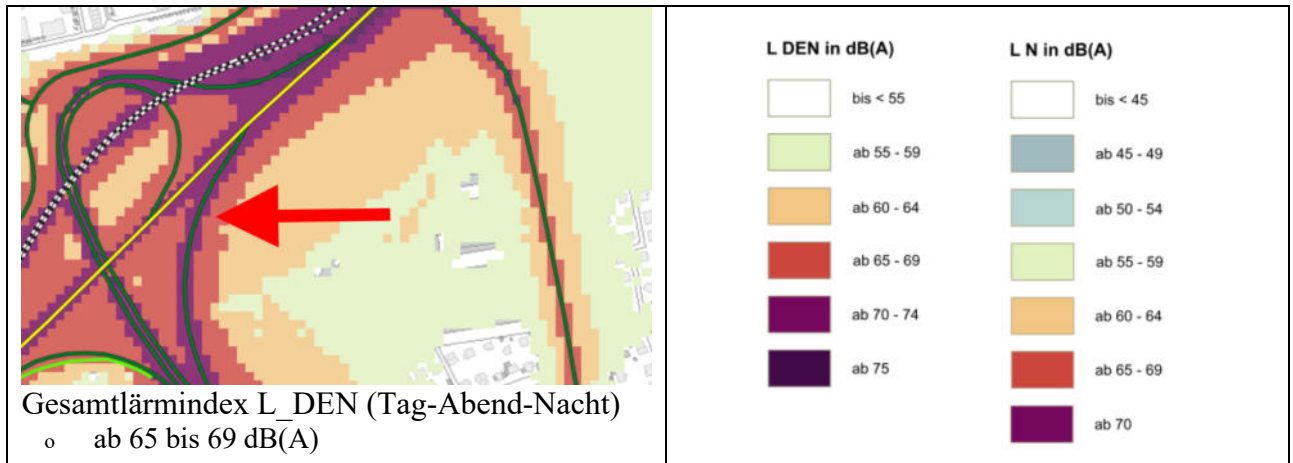 Gesamtlärmindex L_DEN (Tag-Abend-Nacht)
o ab 65 bis 69 dB(A)
L DEN in dB(A)
bis < 55
ab 55 - 59
ab 60 - 64
ab 65 - 69
ab 70 - 74
ab 75
L N in dB(A)
bis < 45
ab 45 - 49
ab 50 - 54
ab 55 - 59
ab 60 - 64
ab 65 - 69
ab 70